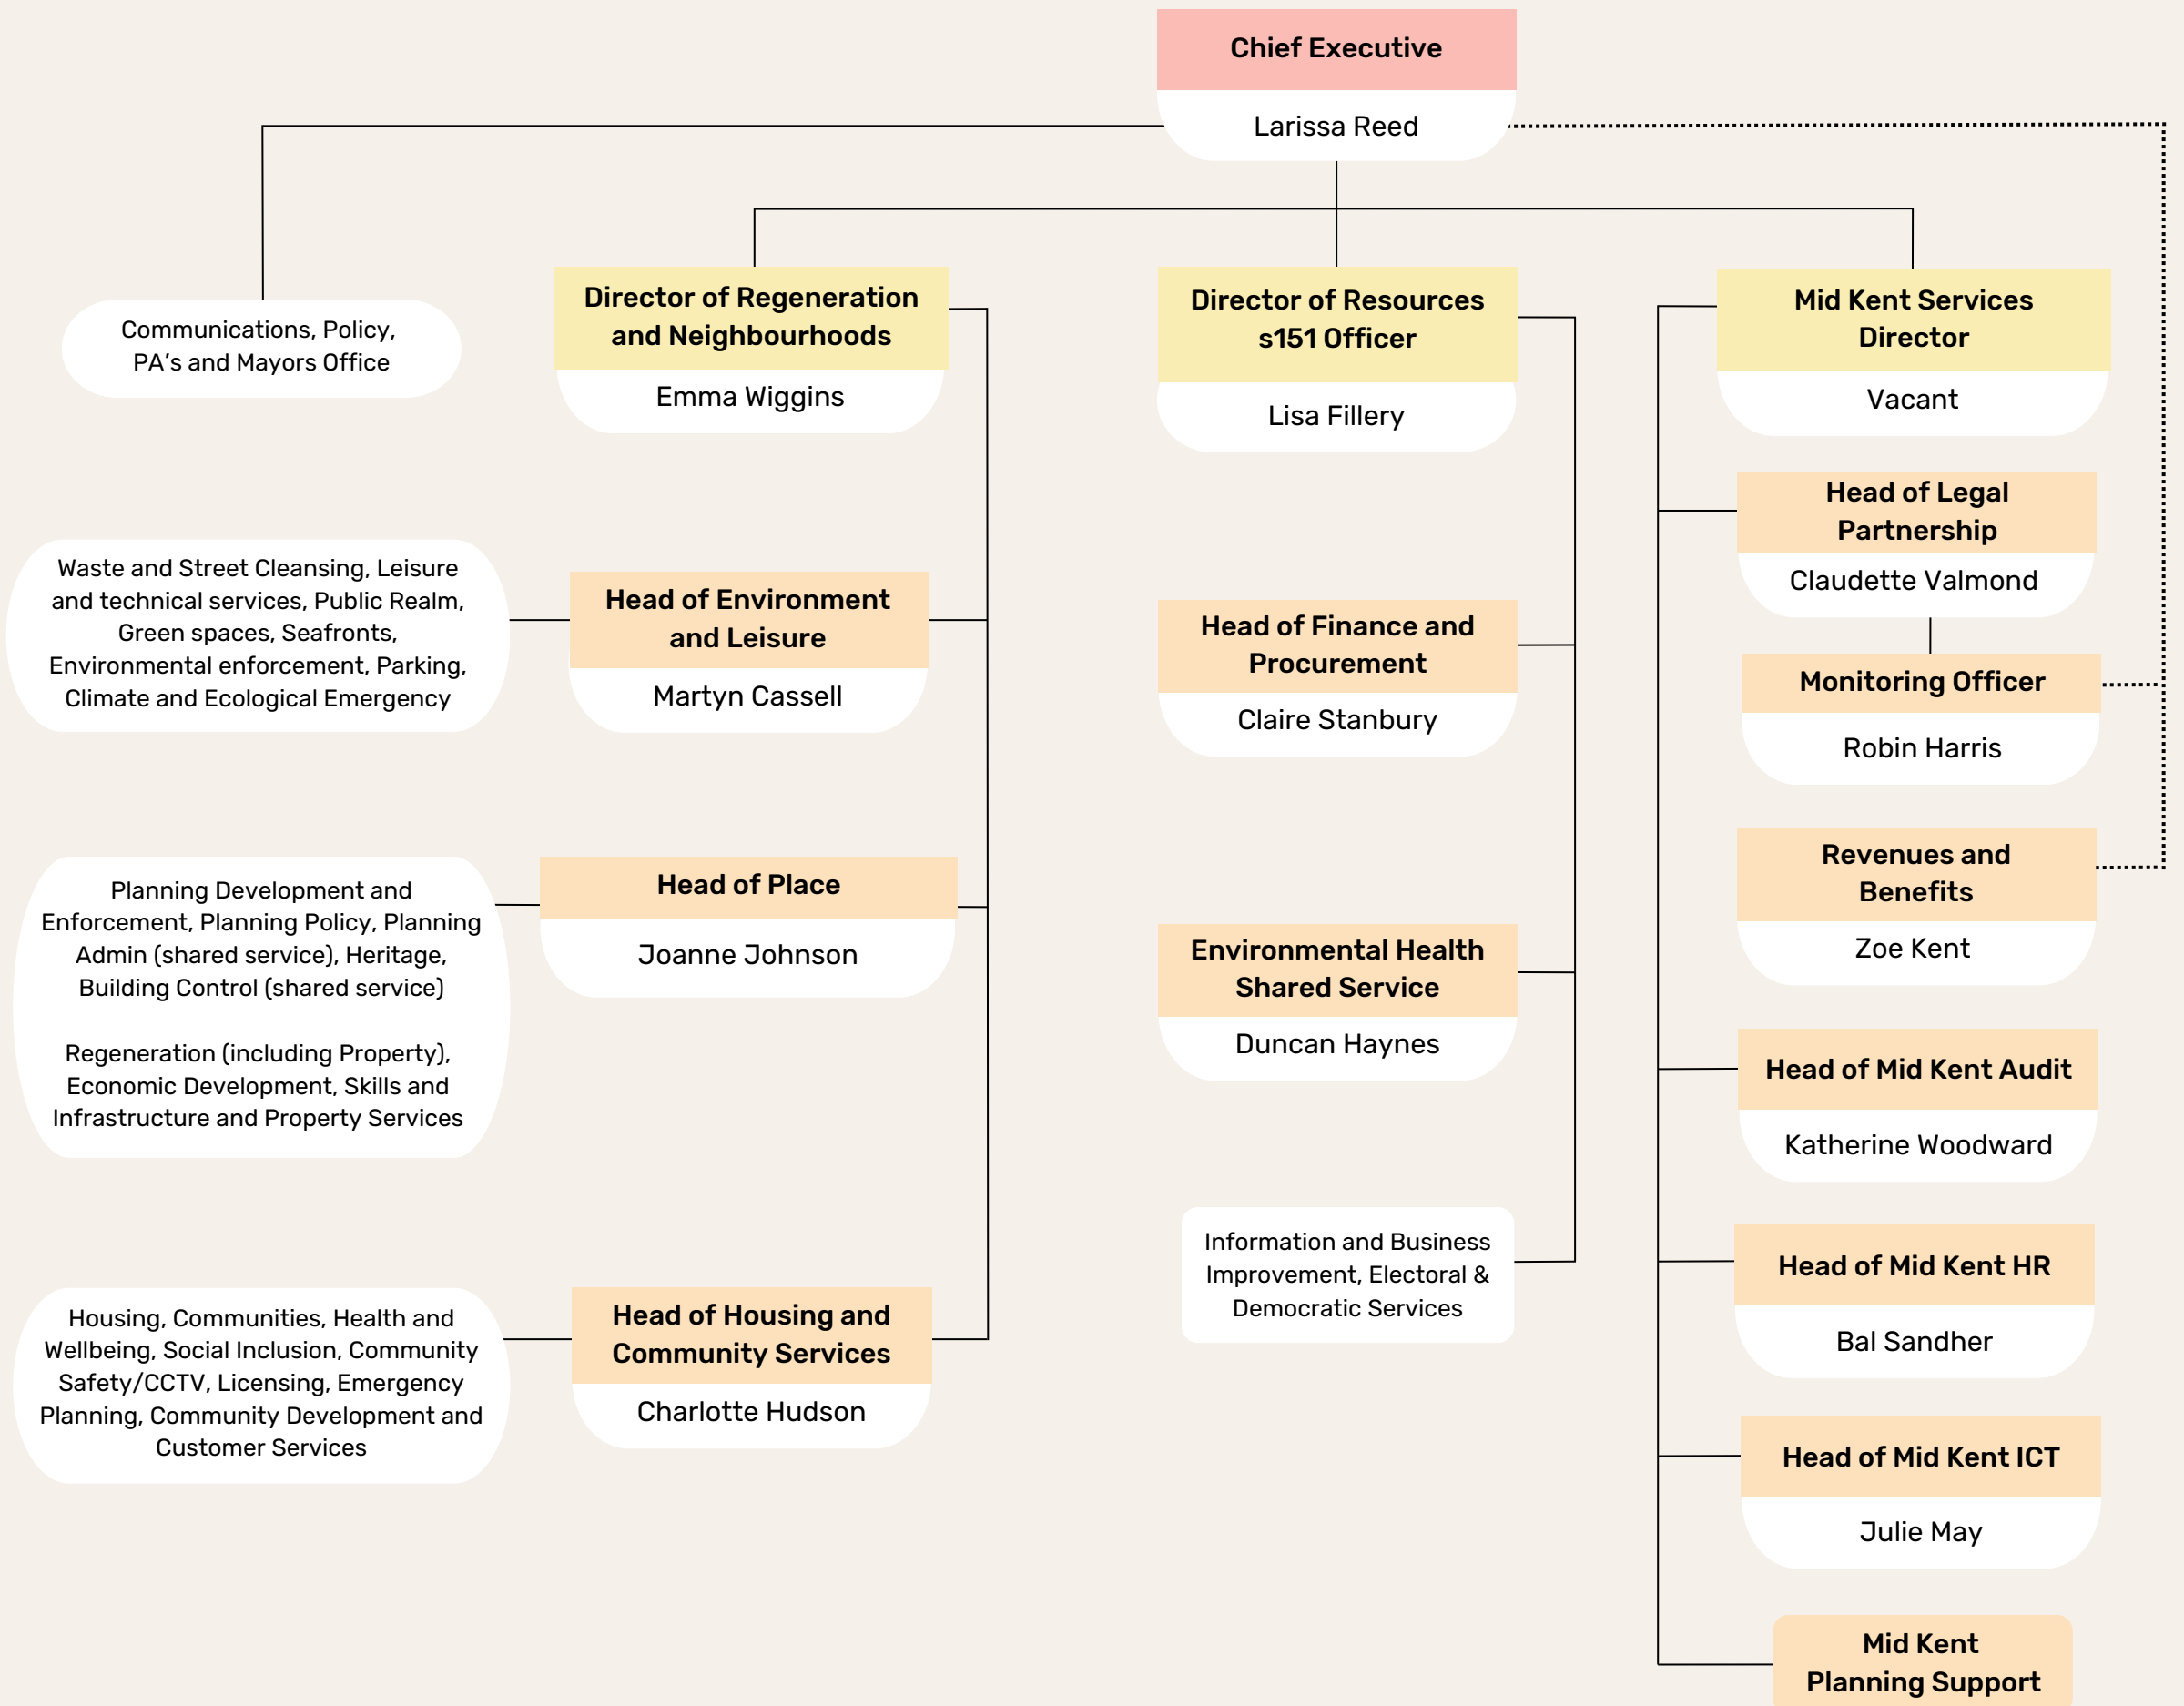 Chief Executive
Larissa Reed
Communications, Policy,
PA's and Mayors Office
Director of Regeneration
and Neighbourhoods
Emma Wiggins
Director of Resources
s151 Officer
Lisa Fillery
Mid Kent Services
Director
Vacant
Waste and Street Cleansing, Leisure
and technical services, Public Realm,
Green spaces, Seafronts,
Environmental enforcement, Parking,
Climate and Ecological Emergency
Head of Environment
and Leisure
Martyn Cassell
Planning Development and
Enforcement, Planning Policy, Planning
Admin (shared service), Heritage,
Building Control (shared service)
Regeneration (including Property),
Economic Development, Skills and
Infrastructure and Property Services
Head of Place
Joanne Johnson
Housing, Communities, Health and
Wellbeing, Social Inclusion, Community
Safety/CCTV, Licensing, Emergency
Planning, Community Development and
Customer Services
Head of Housing and
Community Services
Charlotte Hudson
Head of Finance and
Procurement
Claire Stanbury
Environmental Health
Shared Service
Duncan Haynes
Information and Business
Improvement, Electoral &
Democratic Services
Head of Legal
Partnership
Claudette Valmond
Monitoring Officer
Robin Harris
Revenues and
Benefits
Zoe Kent
Head of Mid Kent Audit
Katherine Woodward
Head of Mid Kent HR
Bal Sandher
Head of Mid Kent ICT
Julie May
Mid Kent
Planning Support